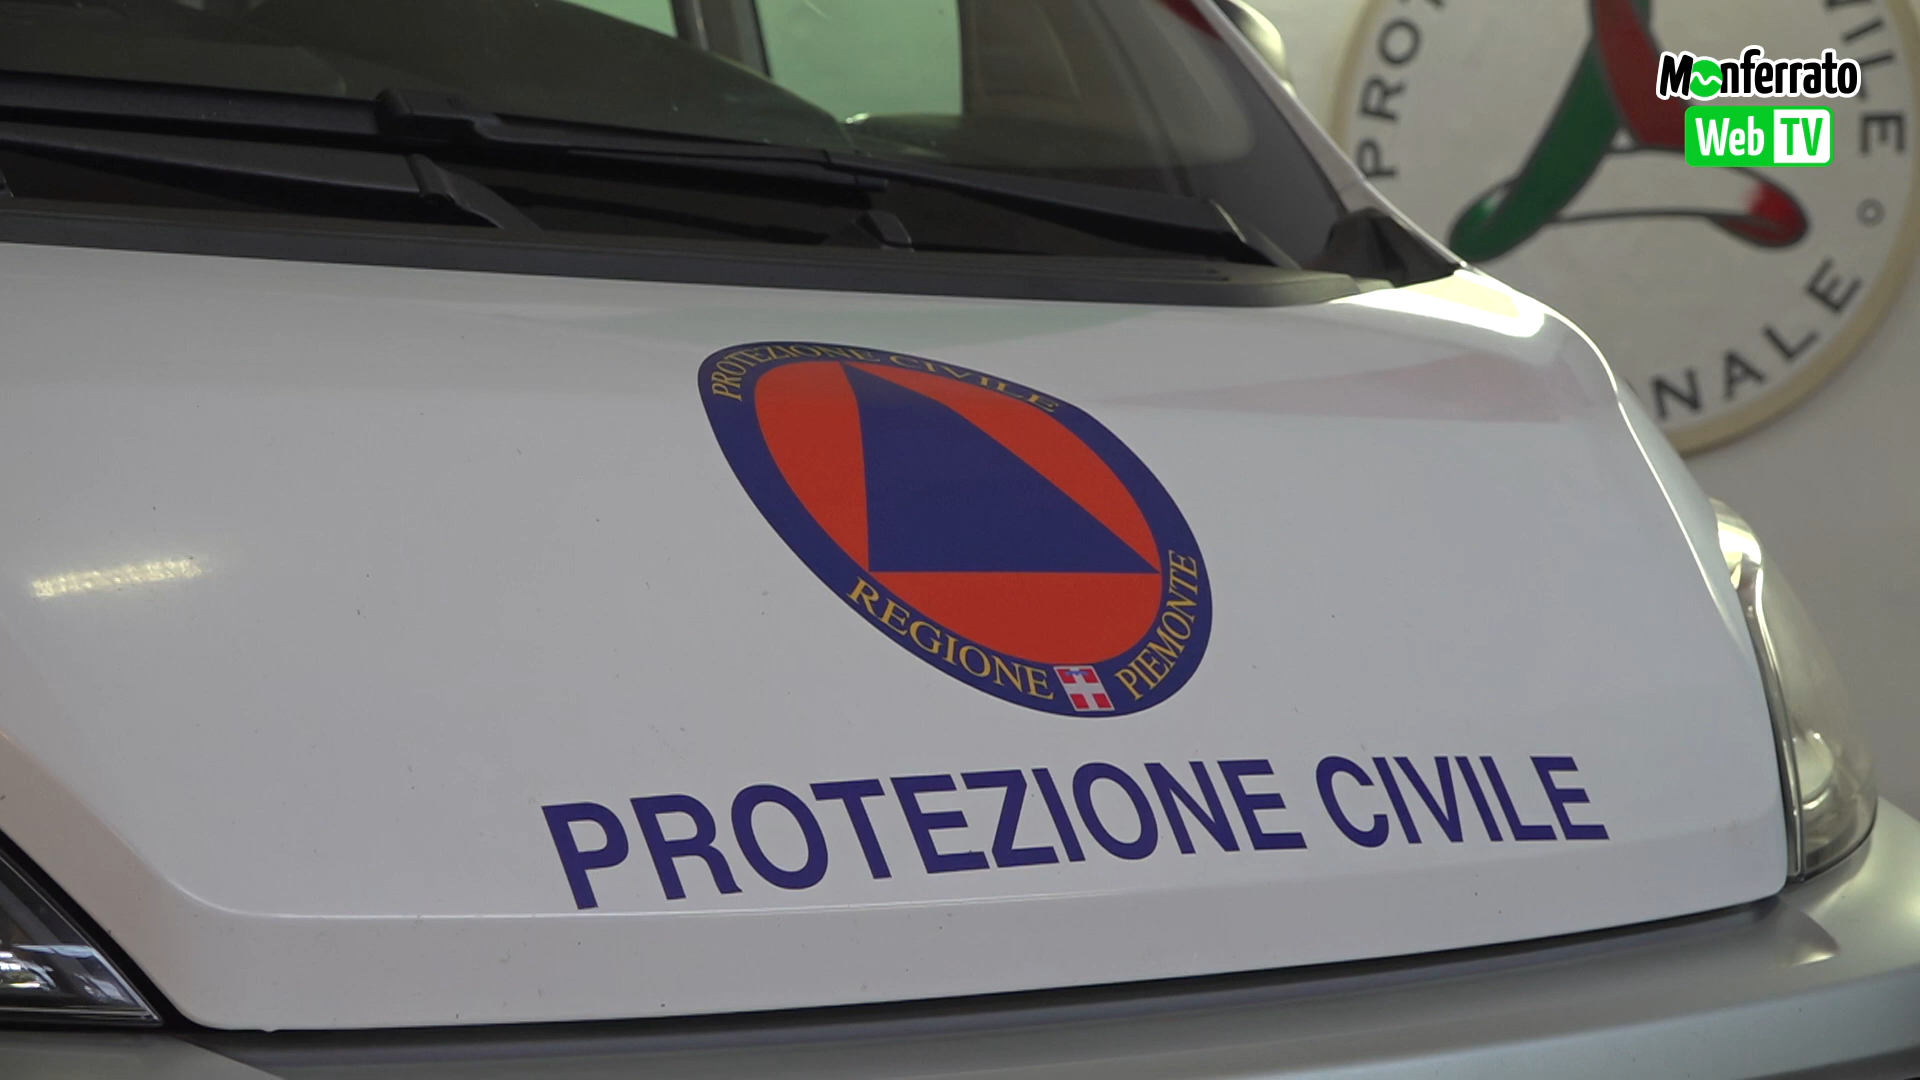 Monferrato
Web TV
PROTEZIONE CIVILE
REGIONE PIEMONTE
PROTEZIONE CIVILE